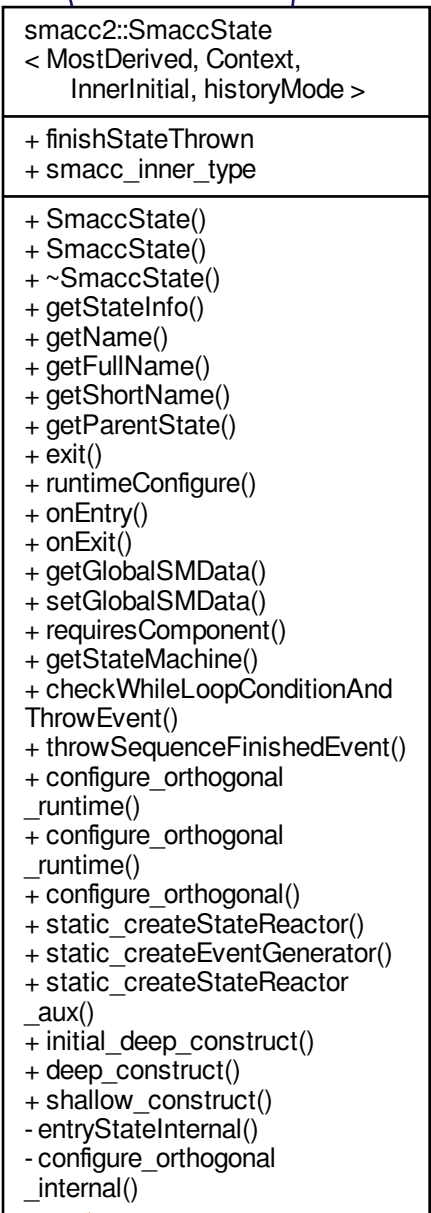 smacc2::SmaccState
< MostDerived, Context,
InnerInitial, historyMode >
+ finishStateThrown
+ smacc_inner_type
+ SmaccState()
+ SmaccState()
+ ~SmaccState()
+ getStateInfo()
+ getName()
+ getFullName()
+ getShortName()
+ getParentState()
+ exit()
+ runtimeConfigure()
+ onEntry()
+ onExit()
+ getGlobalSMData()
+ setGlobalSMData()
+ requiresComponent()
+ getStateMachine()
+ checkWhileLoopConditionAnd
ThrowEvent()
+ throwSequenceFinishedEvent()
+ configure_orthogonal
_runtime()
+ configure_orthogonal
_runtime()
+ configure_orthogonal()
+ static_createStateReactor()
+ static_createEventGenerator()
+ static_createStateReactor
_aux()
+ initial_deep_construct()
+ deep_construct()
+ shallow_construct()
- entryStateInternal()
- configure_orthogonal
_internal()